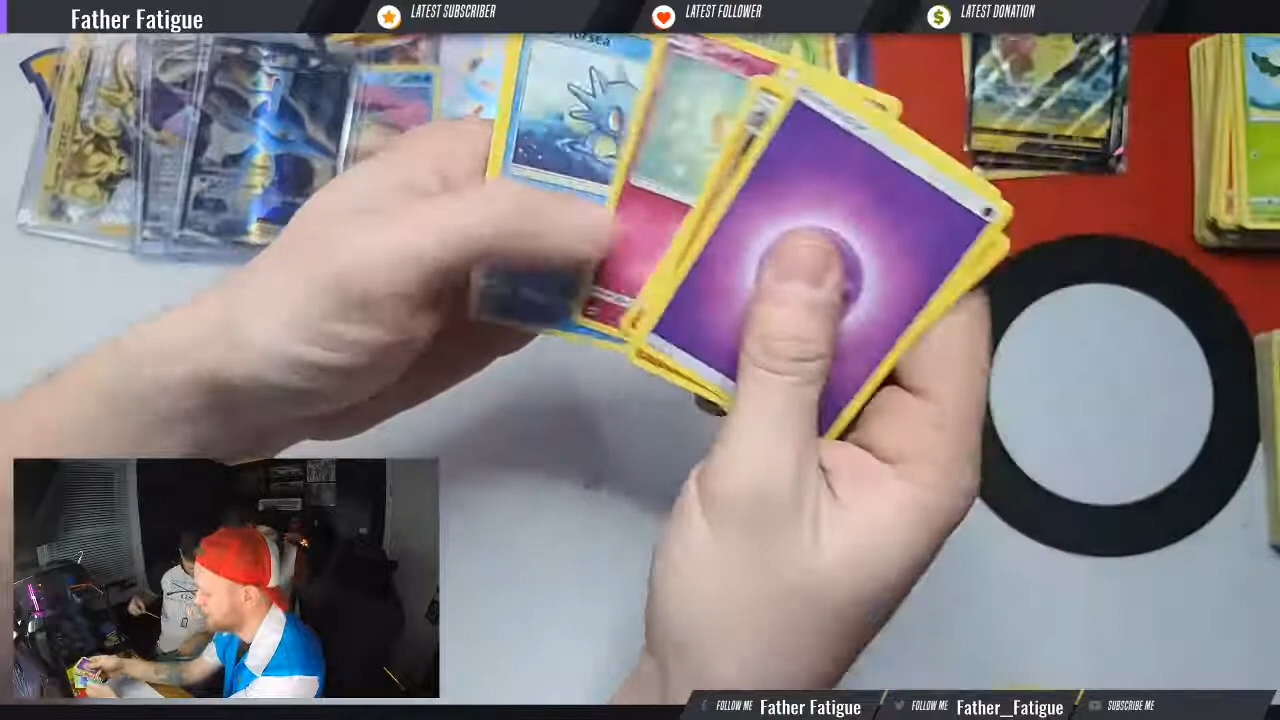 Father Fatigue
LATEST SUBSCRIBER
LATEST FOLLOWER
LATEST DONATION
FOLLOW ME Father Fatigue
FOLLOW ME Father_Fatigue
SUBSCRIBE ME